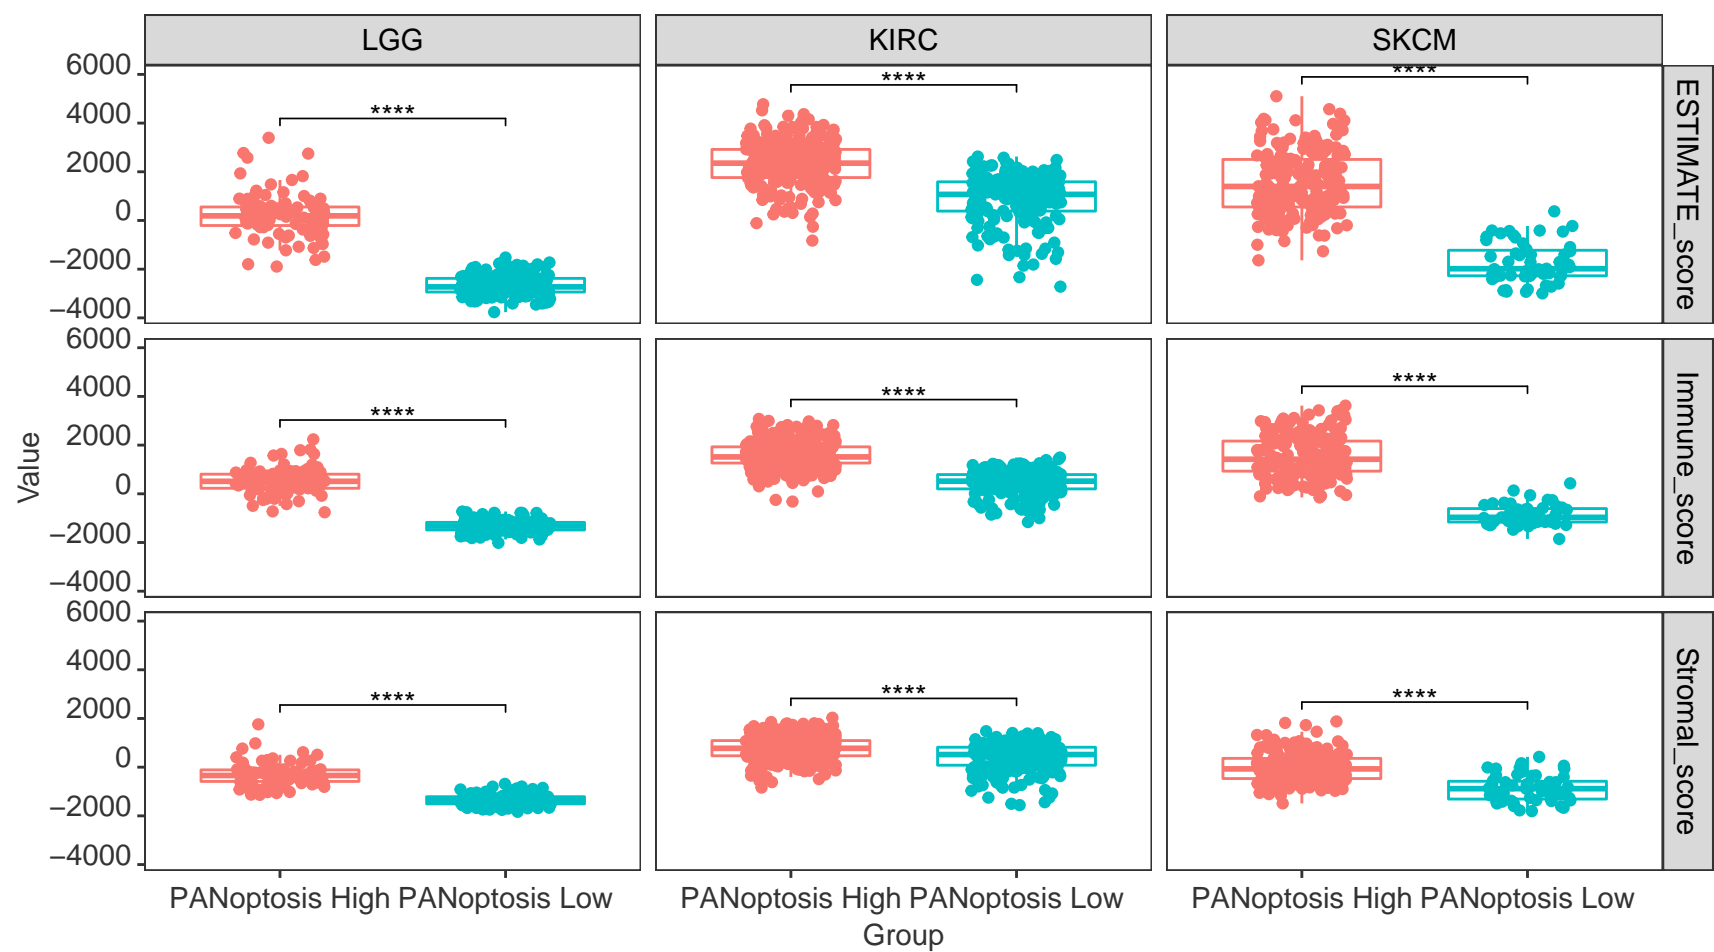 LGG KIRC SKCM
6000
4000
2000
0
−2000
−4000
**** **** ****
ESTIMATE_score
6000
4000
2000
0
−2000
−4000
**** **** ****
Immune_score
6000
4000
2000
0
−2000
−4000
**** **** ****
Stromal_score
Value
PANoptosis High PANoptosis Low PANoptosis High PANoptosis Low PANoptosis High PANoptosis Low
Group